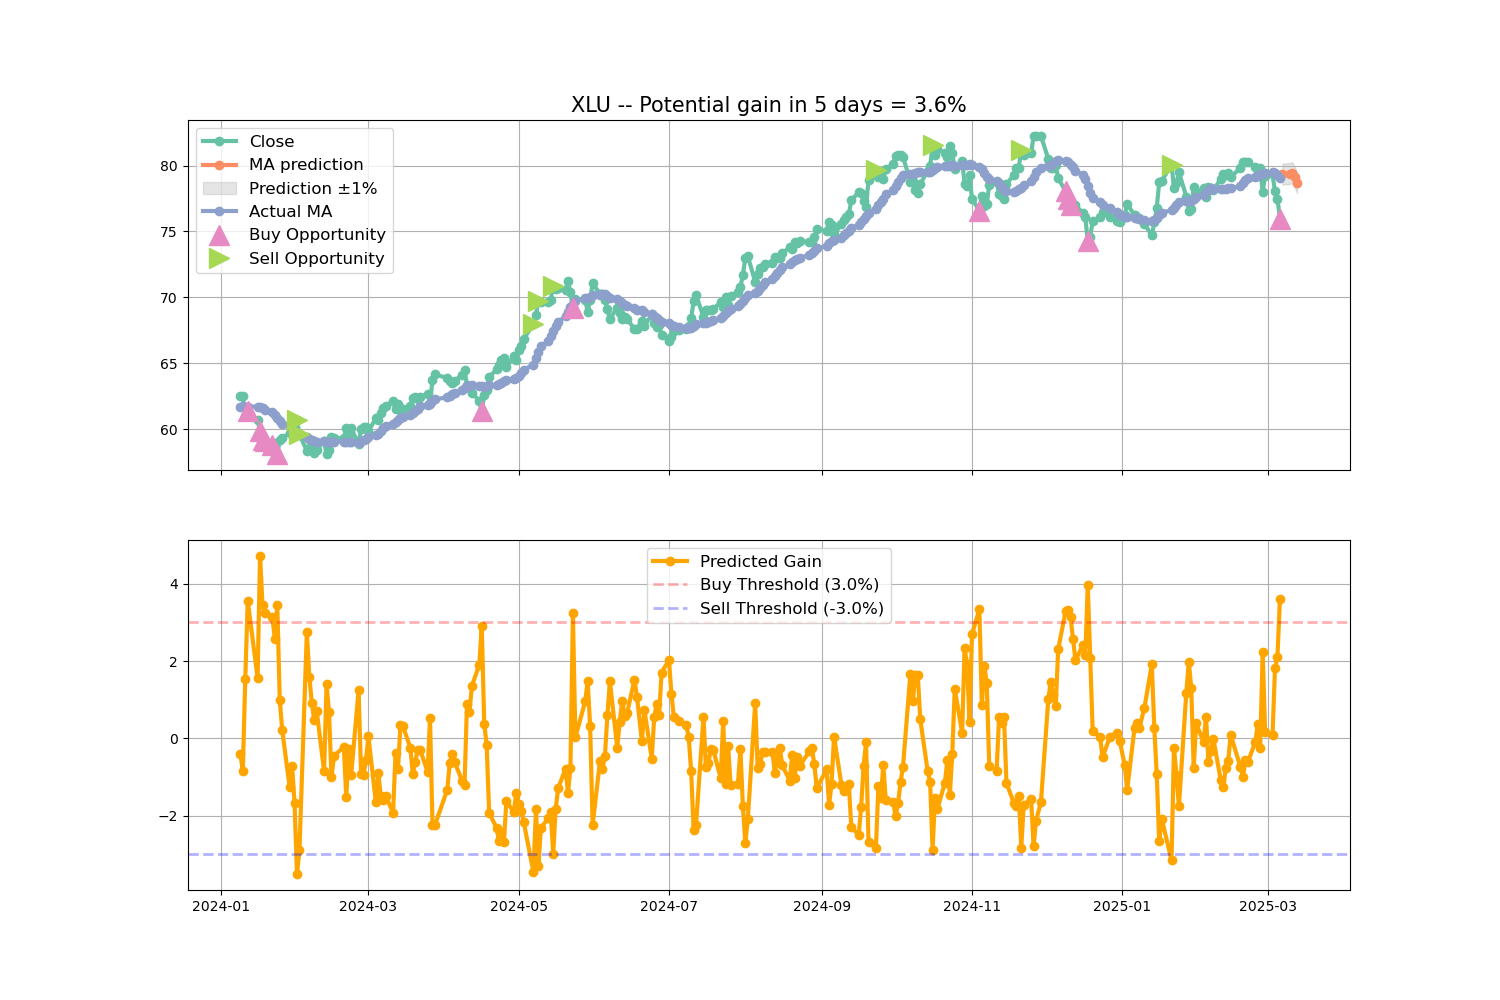 XLU -- Potential gain in 5 days = 3.6%
Close
MA prediction
Prediction ±1%
Actual MA
Buy Opportunity
Sell Opportunity
80
75
70
65
60
Predicted Gain
Buy Threshold (3.0%)
Sell Threshold (-3.0%)
4
2
0
−2
2024-01
2024-03
2024-05
2024-07
2024-09
2024-11
2025-01
2025-03